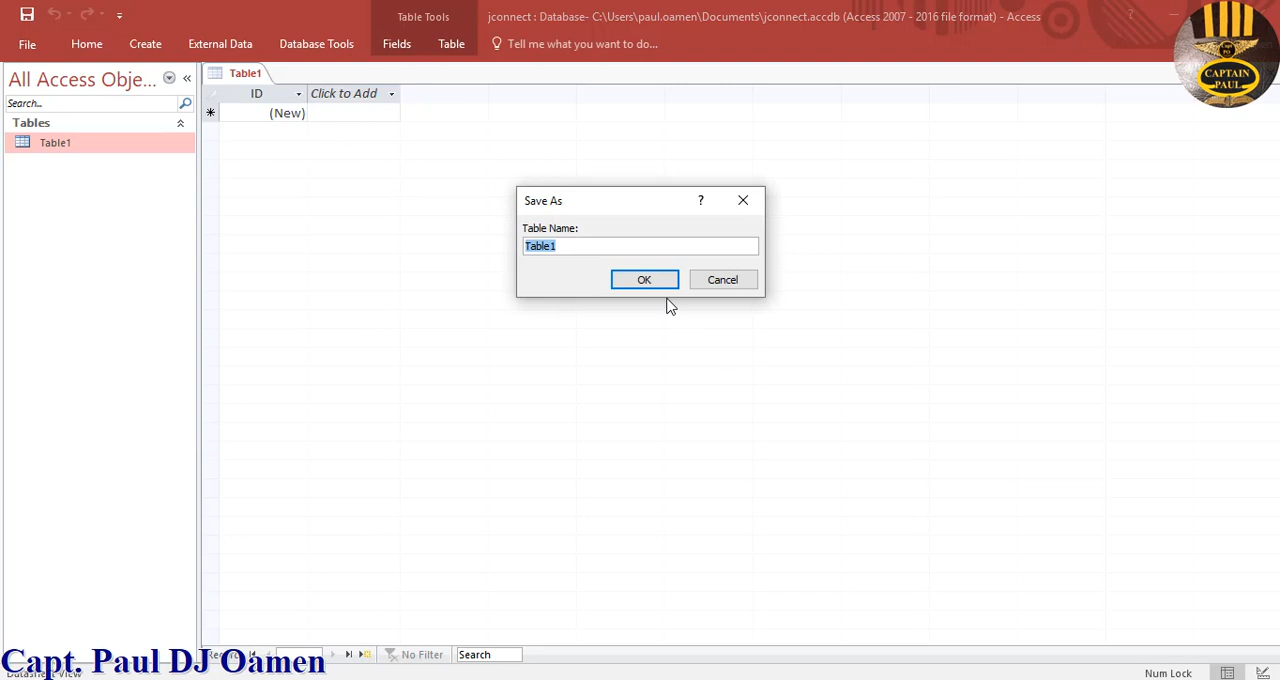 Table Tools
jconnect : Database- C:\Users\paul.oamen\Documents\jconnect.accdb (Access 2007 - 2016 file format) - Access
File Home Create External Data Database Tools Fields Table Tell me what you want to do...
CAPTAIN
PAUL
All Access Obje...
Search...
Tables
Table1
Table1
ID Click to Add
(New)
Save As
Table Name:
Table1
OK Cancel
No Filter Search
Capt. Paul DJ Oamen
Datasheet View
Num Lock